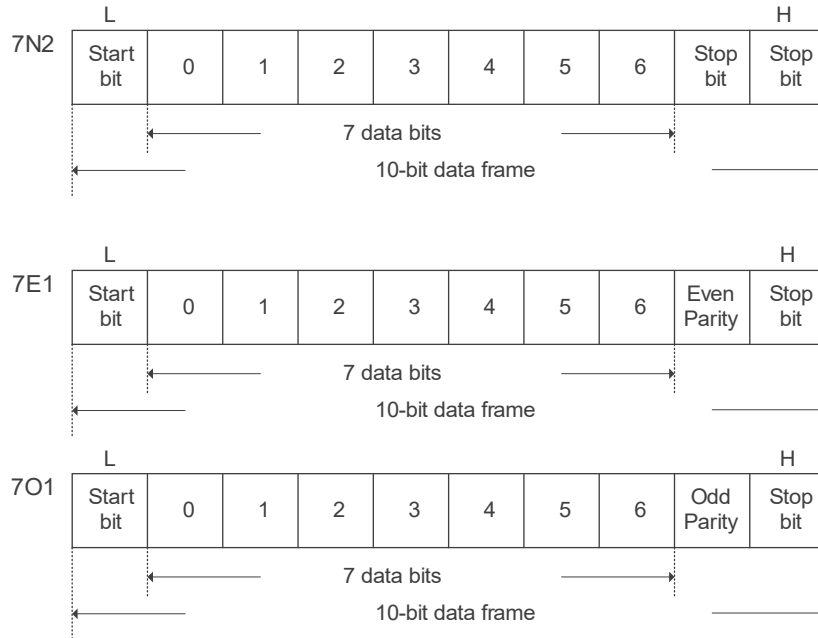 L H
7N2
Start bit 0 1 2 3 4 5 6 Stop bit Stop bit
7 data bits
10-bit data frame
L H
7E1
Start bit 0 1 2 3 4 5 6 Even Parity Stop bit
7 data bits
10-bit data frame
L H
7O1
Start bit 0 1 2 3 4 5 6 Odd Parity Stop bit
7 data bits
10-bit data frame